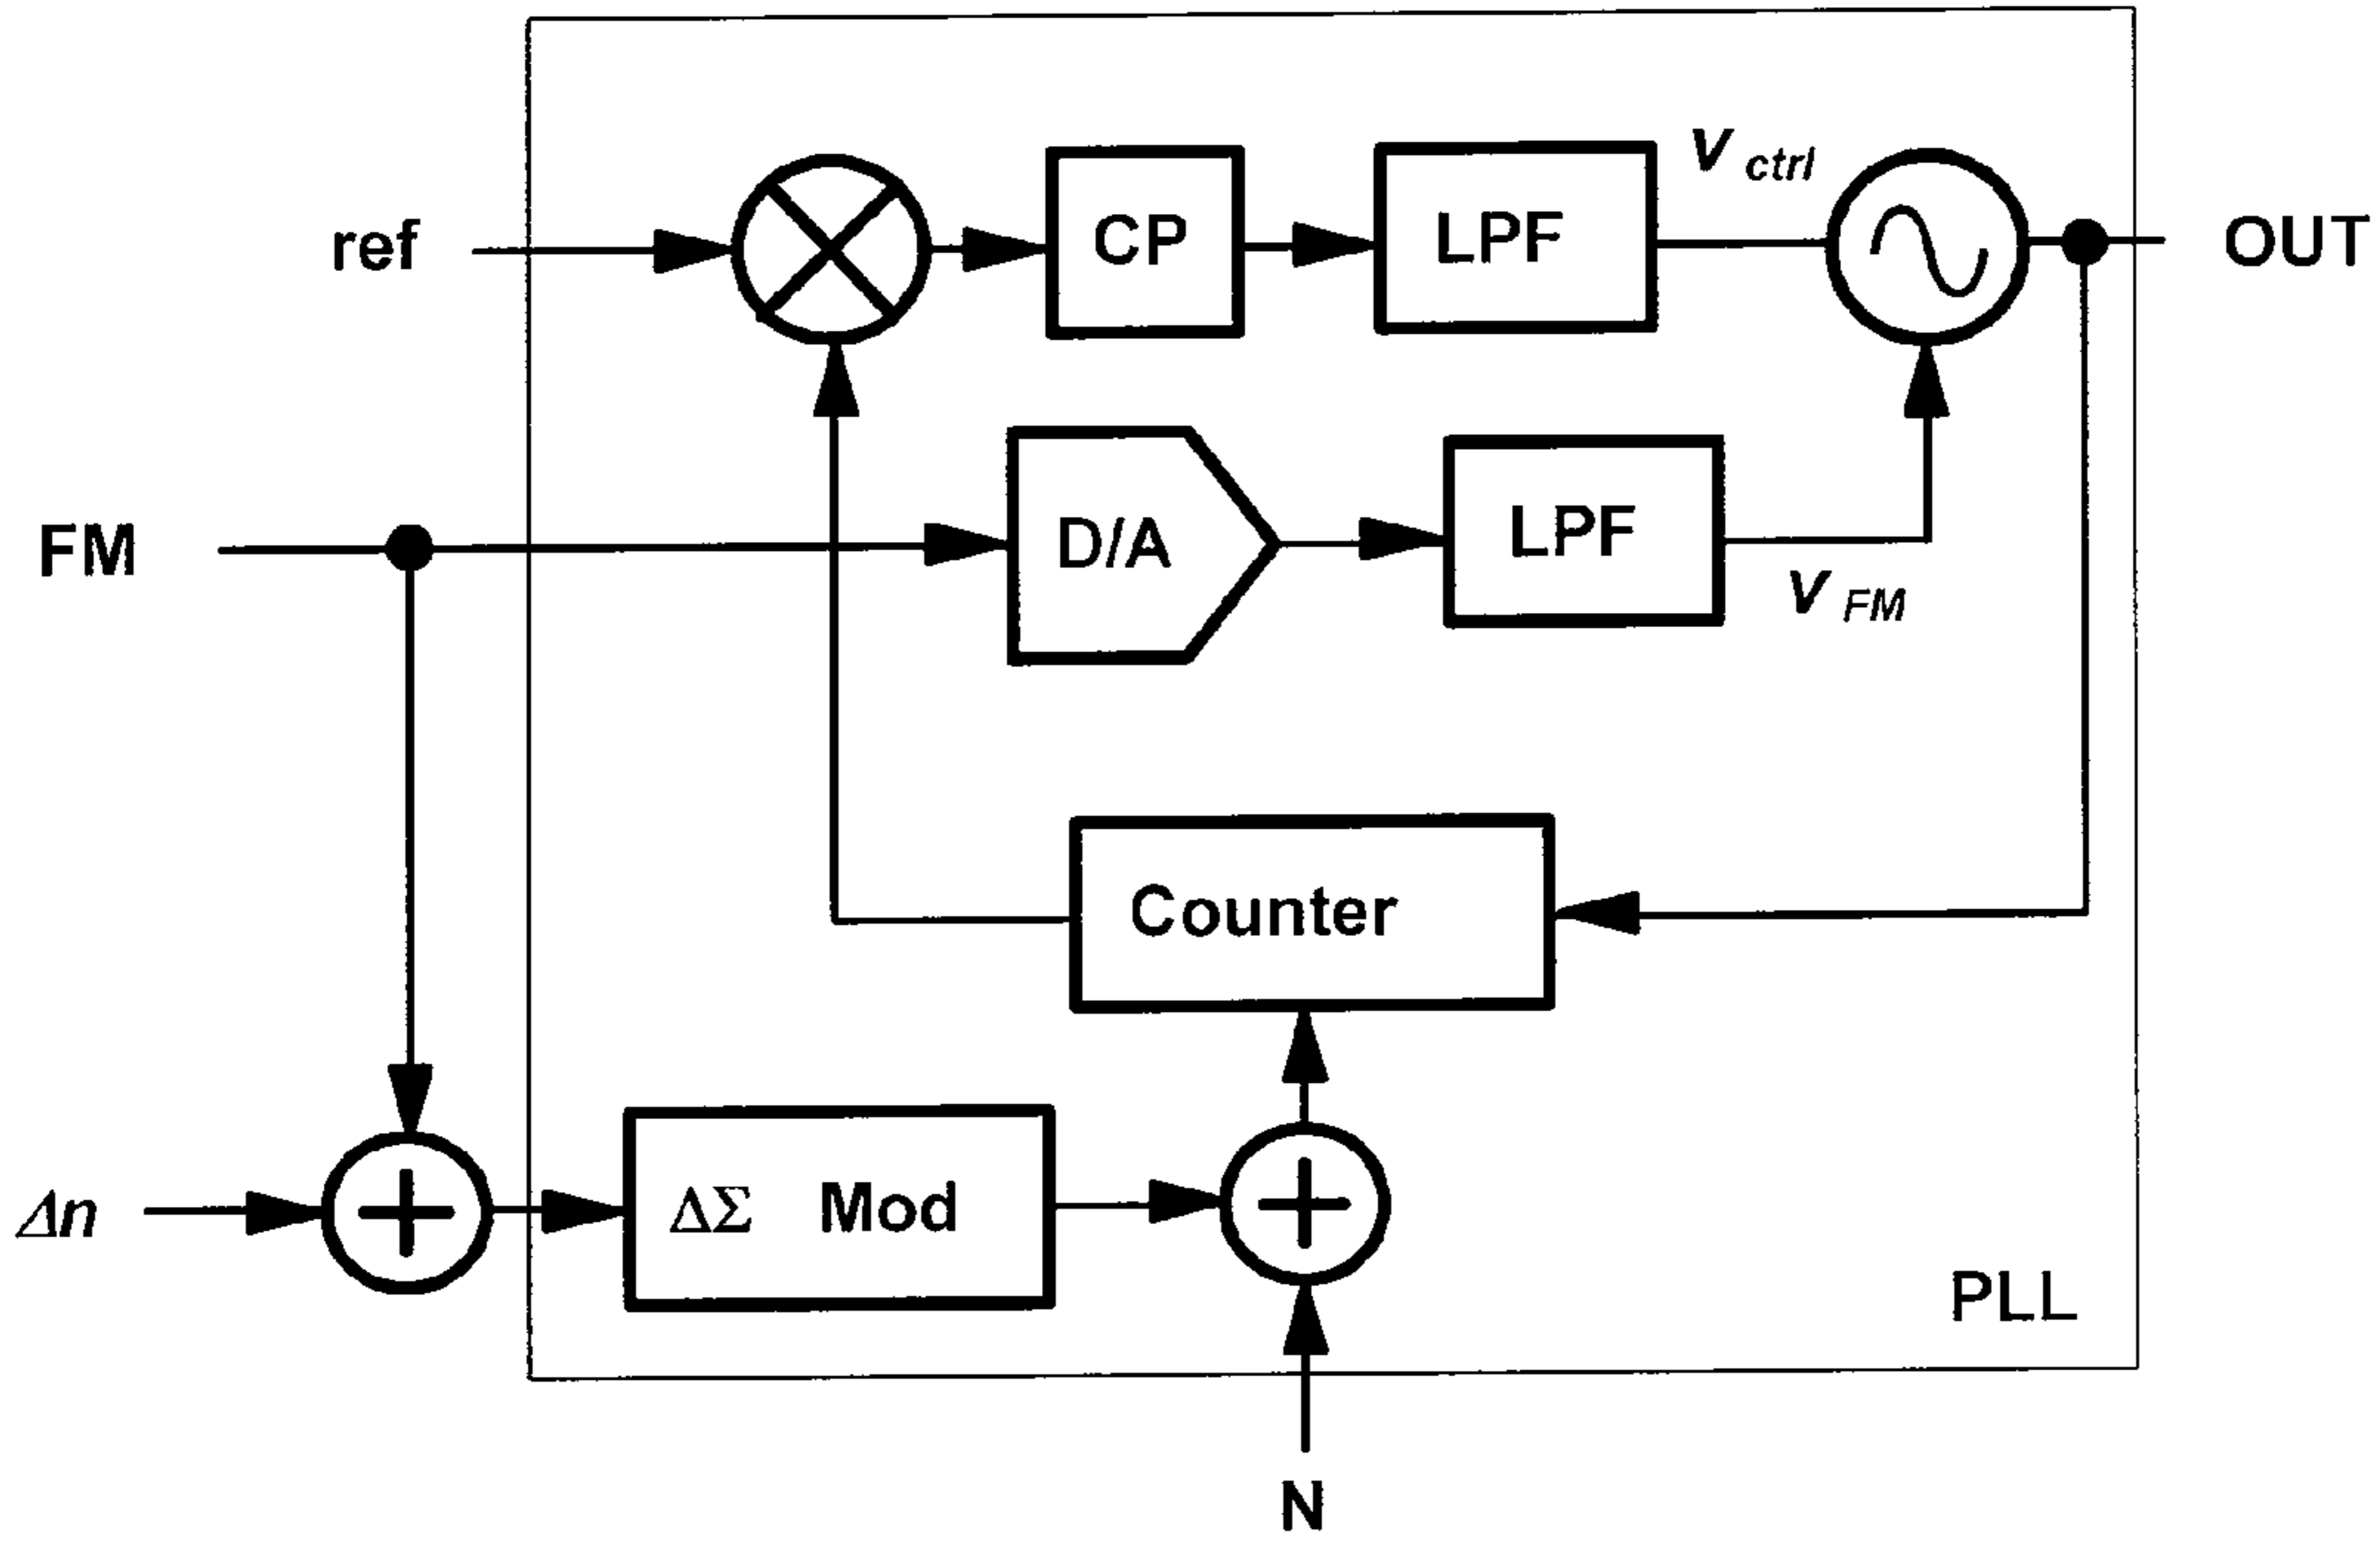 ref
CP
LPF
V ctrl
OUT
FM
D/A
LPF
V FM
Counter
Δn
ΔΣ Mod
PLL
N